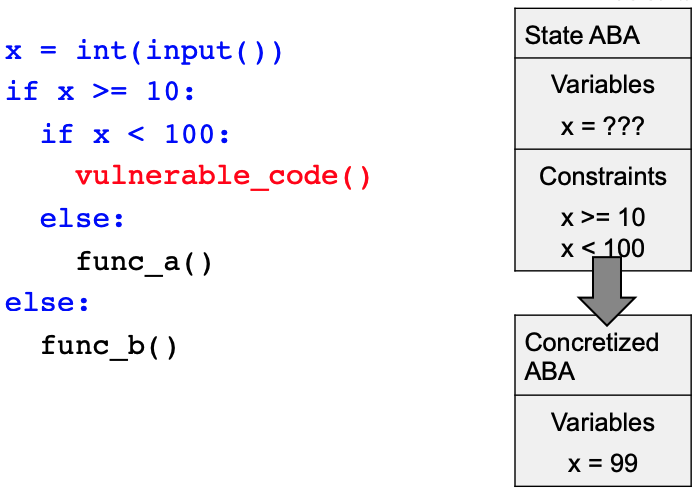 x = int(input())
if x >= 10:
  if x < 100:
    vulnerable_code()
  else:
    func_a()
else:
  func_b()
State ABA
Variables
x = ???
Constraints
x >= 10
x < 100
Concretized
ABA
Variables
x = 99